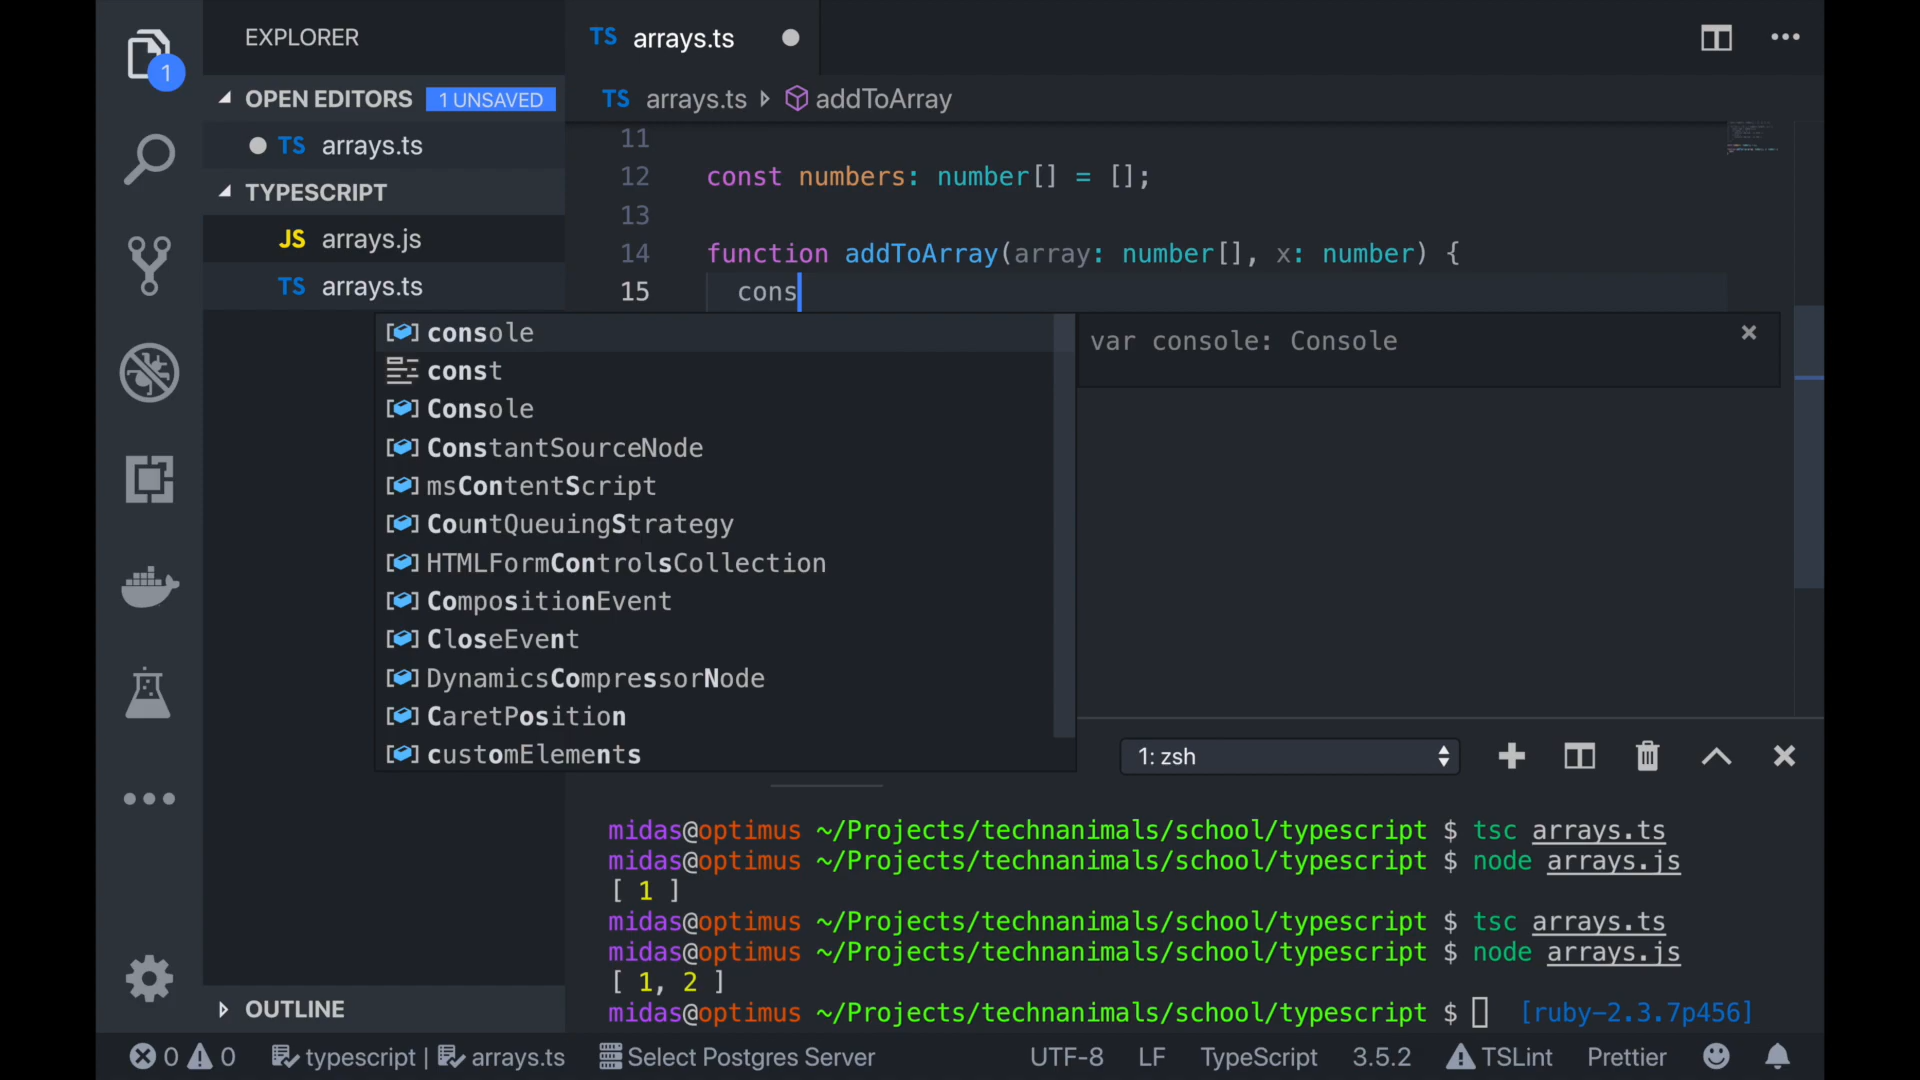 1
EXPLORER
OPEN EDITORS 1 UNSAVED
TS arrays.ts
TYPESCRIPT
JS arrays.js
TS arrays.ts
OUTLINE
TS arrays.ts
TS arrays.ts addToArray
11
12 const numbers: number[] = [];
13
14 function addToArray(array: number[], x: number) {
15 cons
console
const
Console
ConstantSourceNode
msContentScript
CountQueuingStrategy
HTMLFormControlsCollection
CompositionEvent
CloseEvent
DynamicsCompressorNode
CaretPosition
customElements
var console: Console
1: zsh
midas@optimus ~/Projects/technanimals/school/typescript $ tsc arrays.ts
midas@optimus ~/Projects/technanimals/school/typescript $ node arrays.js
[ 1 ]
midas@optimus ~/Projects/technanimals/school/typescript $ tsc arrays.ts
midas@optimus ~/Projects/technanimals/school/typescript $ node arrays.js
[ 1, 2 ]
midas@optimus ~/Projects/technanimals/school/typescript $ [ruby-2.3.7p456]
0 0 typescript | arrays.ts Select Postgres Server UTF-8 LF TypeScript 3.5.2 TSLint Prettier